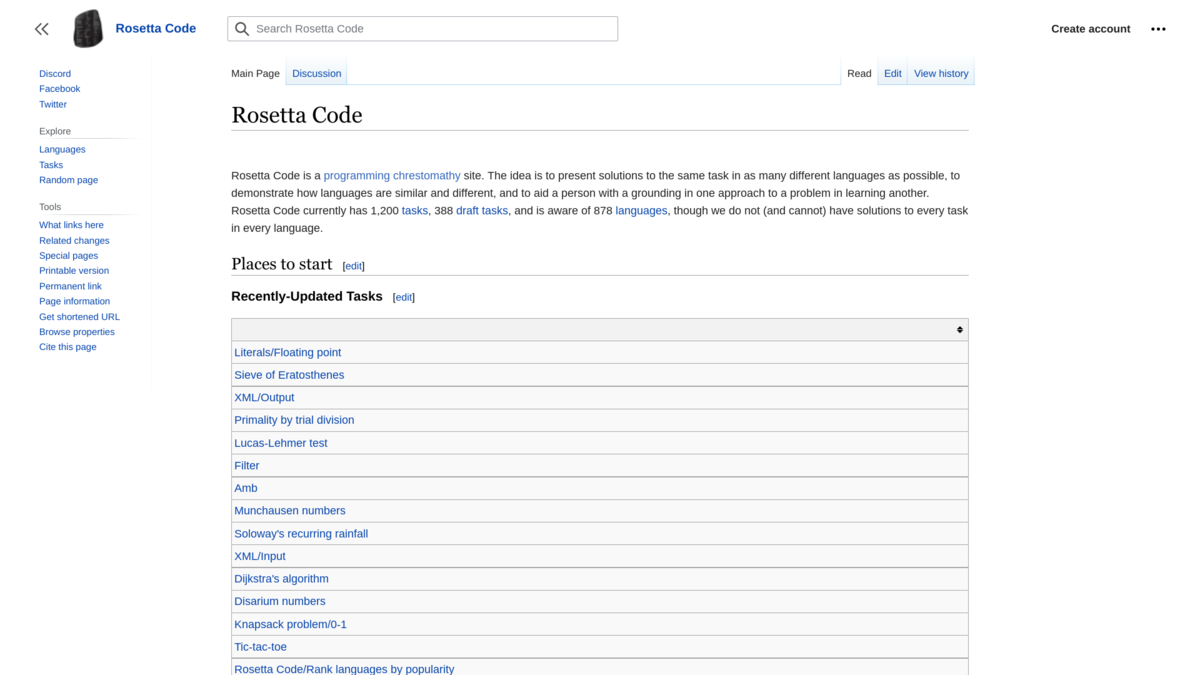 Rosetta Code
Search Rosetta Code
Create account
Discord
Facebook
Twitter
Explore
Languages
Tasks
Random page
Tools
What links here
Related changes
Special pages
Printable version
Permanent link
Page information
Get shortened URL
Browse properties
Cite this page
Main Page Discussion
Read Edit View history
Rosetta Code
Rosetta Code is a programming chrestomathy site. The idea is to present solutions to the same task in as many different languages as possible, to
demonstrate how languages are similar and different, and to aid a person with a grounding in one approach to a problem in learning another.
Rosetta Code currently has 1,200 tasks, 388 draft tasks, and is aware of 878 languages, though we do not (and cannot) have solutions to every task
in every language.
Places to start [edit]
Recently-Updated Tasks [edit]
Literals/Floating point
Sieve of Eratosthenes
XML/Output
Primality by trial division
Lucas-Lehmer test
Filter
Amb
Munchausen numbers
Soloway's recurring rainfall
XML/Input
Dijkstra's algorithm
Disarium numbers
Knapsack problem/0-1
Tic-tac-toe
Rosetta Code/Rank languages by popularity